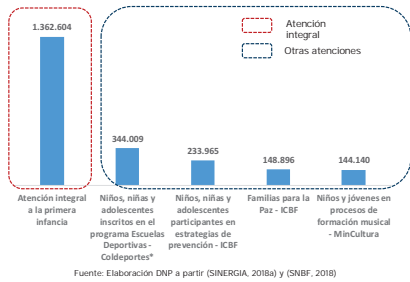 Atención
integral
Otras atenciones
1.362.604
344.009
233.965
148.896
144.140
Atención integral
a la primera
infancia
Niños, niñas y
adolescentes
inscritos en el
programa Escuelas
Deportivas -
Coldeportes*
Niños, niñas y
adolescentes
participantes en
estrategias de
prevención - ICBF
Familias para la
Paz - ICBF
Niños y jóvenes en
procesos de
formación musical
- MinCultura
Fuente: Elaboración DNP a partir (SINERGIA, 2018a) y (SNBF, 2018)